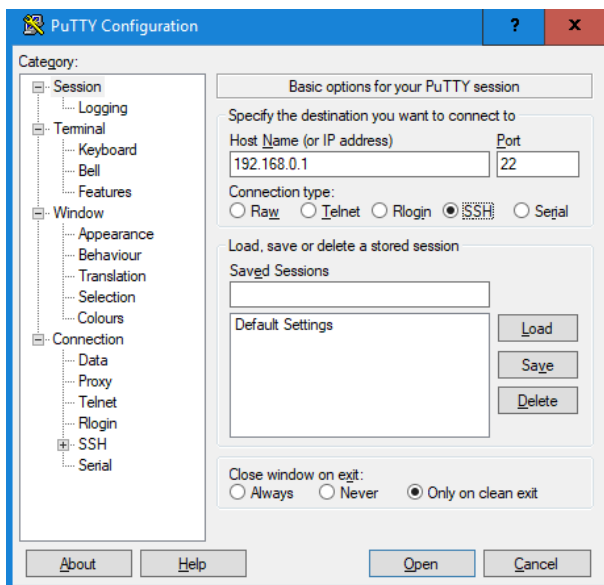 PuTTY Configuration
?
x
Category:
Session
Logging
Terminal
Keyboard
Bell
Features
Window
Appearance
Behaviour
Translation
Selection
Colours
Connection
Data
Proxy
Telnet
Rlogin
SSH
Serial
Basic options for your PuTTY session
Specify the destination you want to connect to
Host Name (or IP address) Port
192.168.0.1 22
Connection type:
Raw Telnet Rlogin SSH Serial
Load, save or delete a stored session
Saved Sessions
Default Settings
Load
Save
Delete
Close window on exit:
Always Never Only on clean exit
About Help Open Cancel